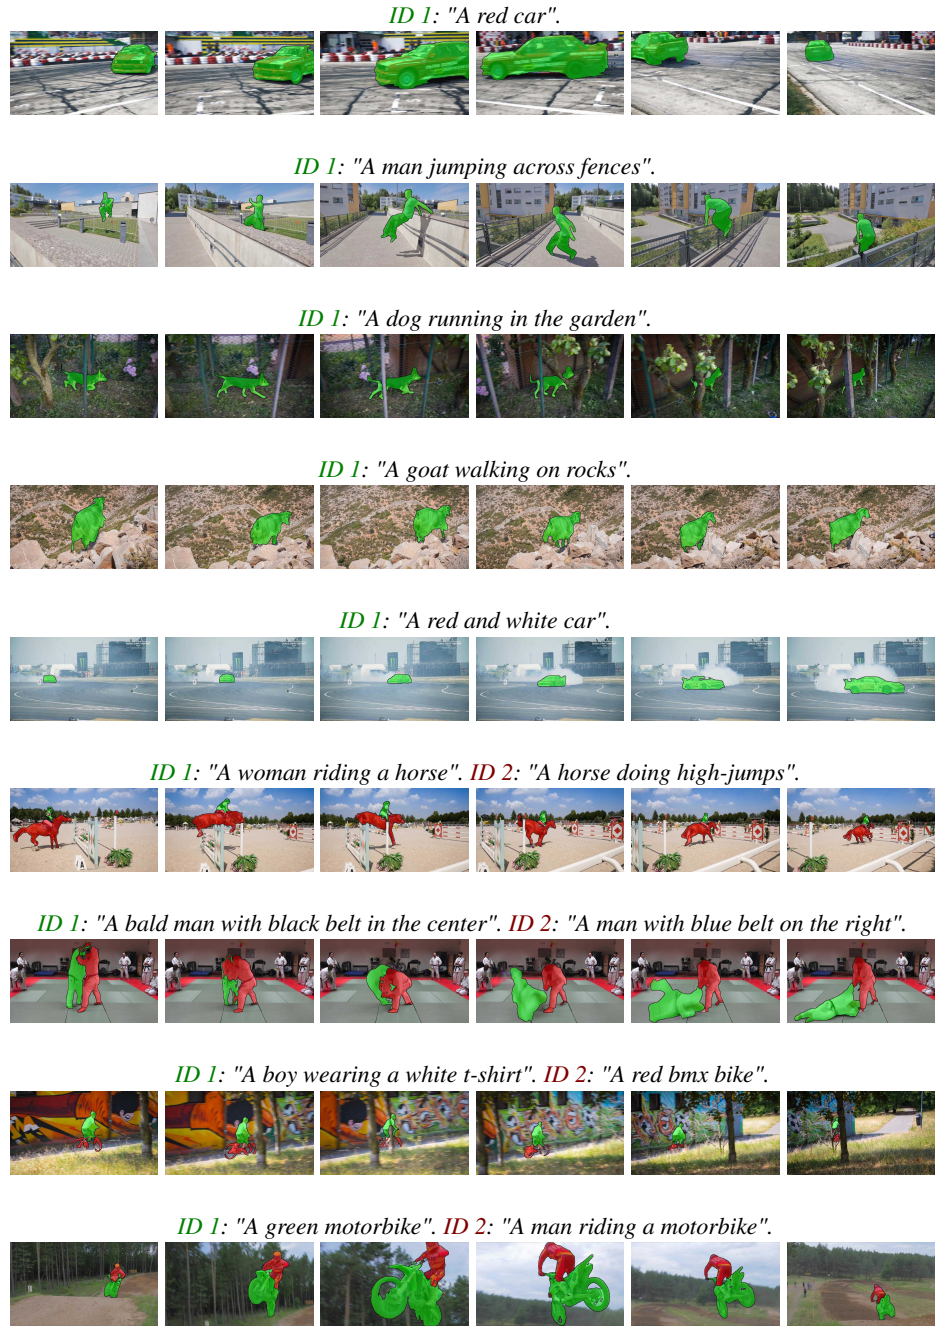 ID 1: "A red car".
ID 1: "A man jumping across fences".
ID 1: "A dog running in the garden".
ID 1: "A goat walking on rocks".
ID 1: "A red and white car".
ID 1: "A woman riding a horse". ID 2: "A horse doing high-jumps".
ID 1: "A bald man with black belt in the center". ID 2: "A man with blue belt on the right".
ID 1: "A boy wearing a white t-shirt". ID 2: "A red bmx bike".
ID 1: "A green motorbike". ID 2: "A man riding a motorbike".